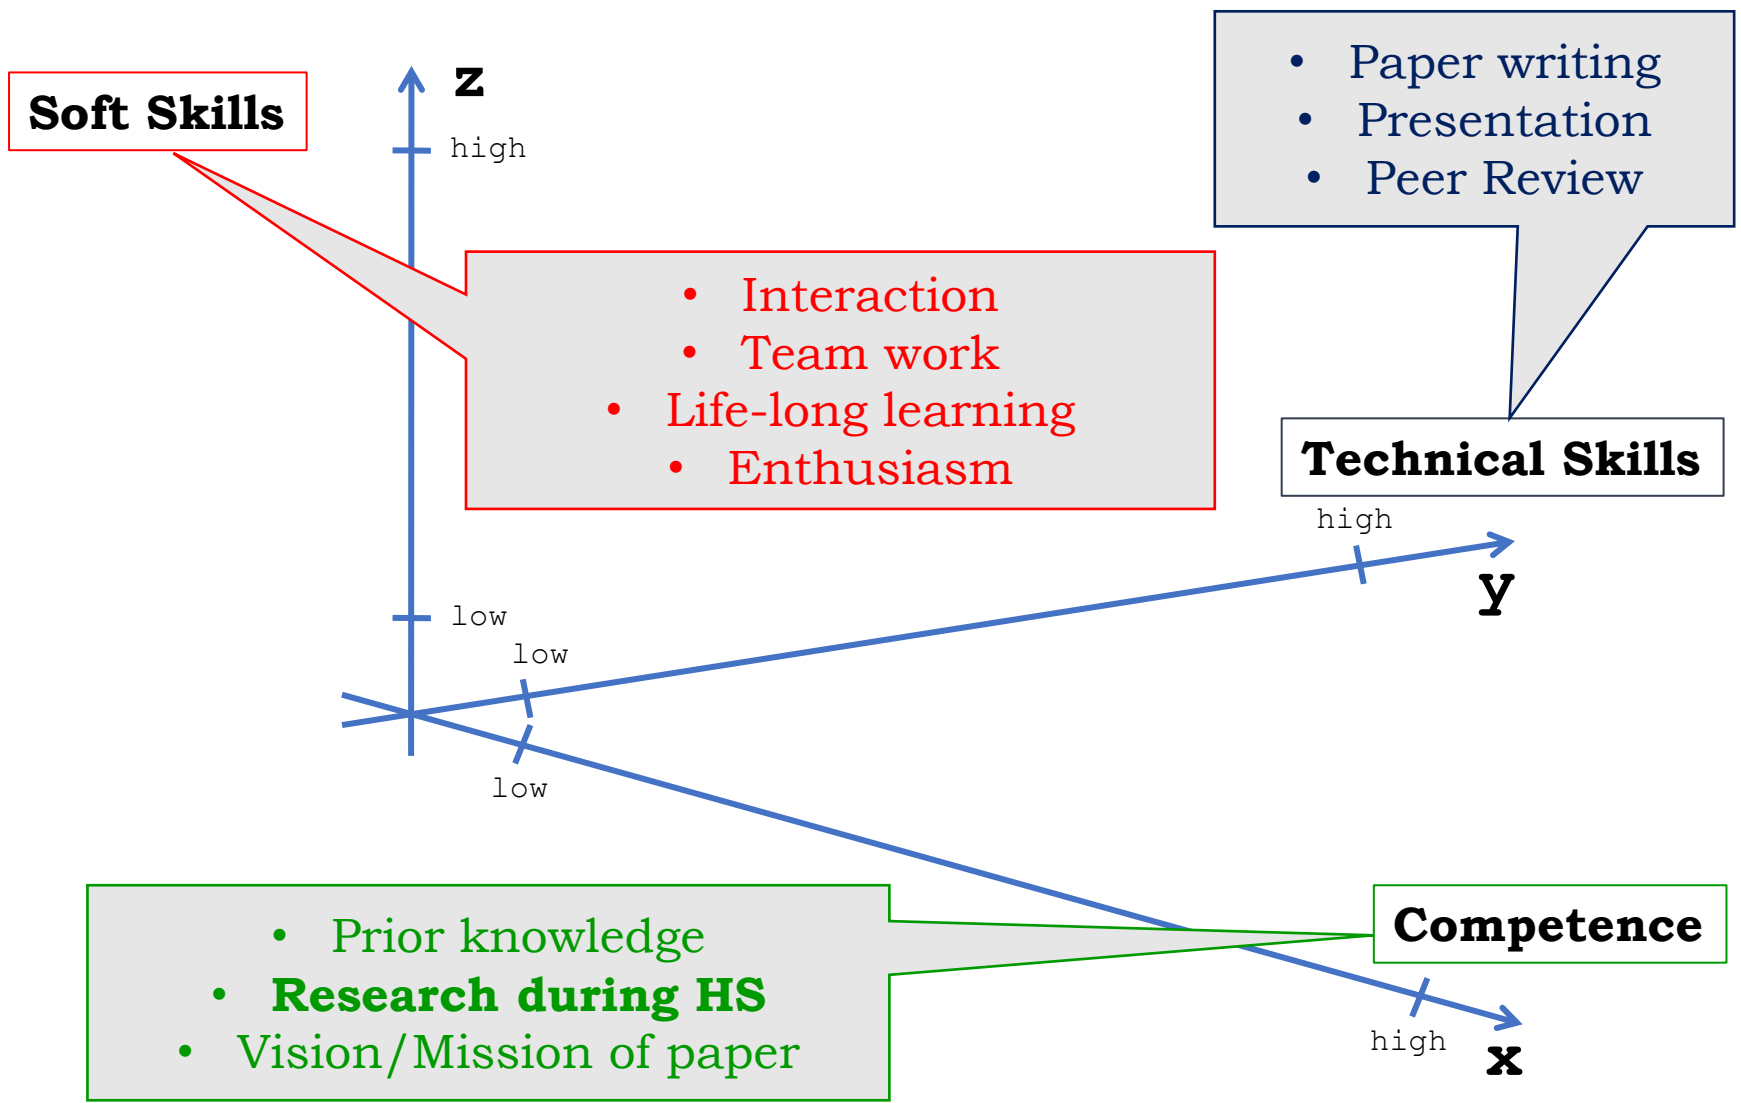 Soft Skills
z
high
• Paper writing
• Presentation
• Peer Review
• Interaction
• Team work
• Life-long learning
• Enthusiasm
Technical Skills
high
y
low
low
low
• Prior knowledge
• Research during HS
• Vision/Mission of paper
Competence
high
x